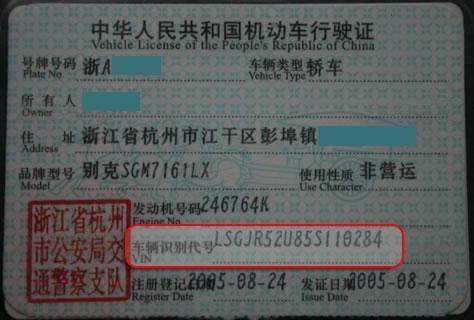 中华人民共和国机动车行驶证
Vehicle License of the People's Republic of China
号牌号码 浙A 车辆类型 轿车
Plate No. Vehicle Type
所有人
Owner
住址 浙江省杭州市江干区彭埠镇
Address
品牌型号 别克SGM7161LX 使用性质 非营运
Model Use Character
发动机号码 246764K
Engine No.
车辆识别代号 LSGJR52U85S110284
VIN
注册登记日期 2005-08-24 发证日期 2005-08-24
Register Date Issue Date
浙江省杭州
市公安局交
通警察支队